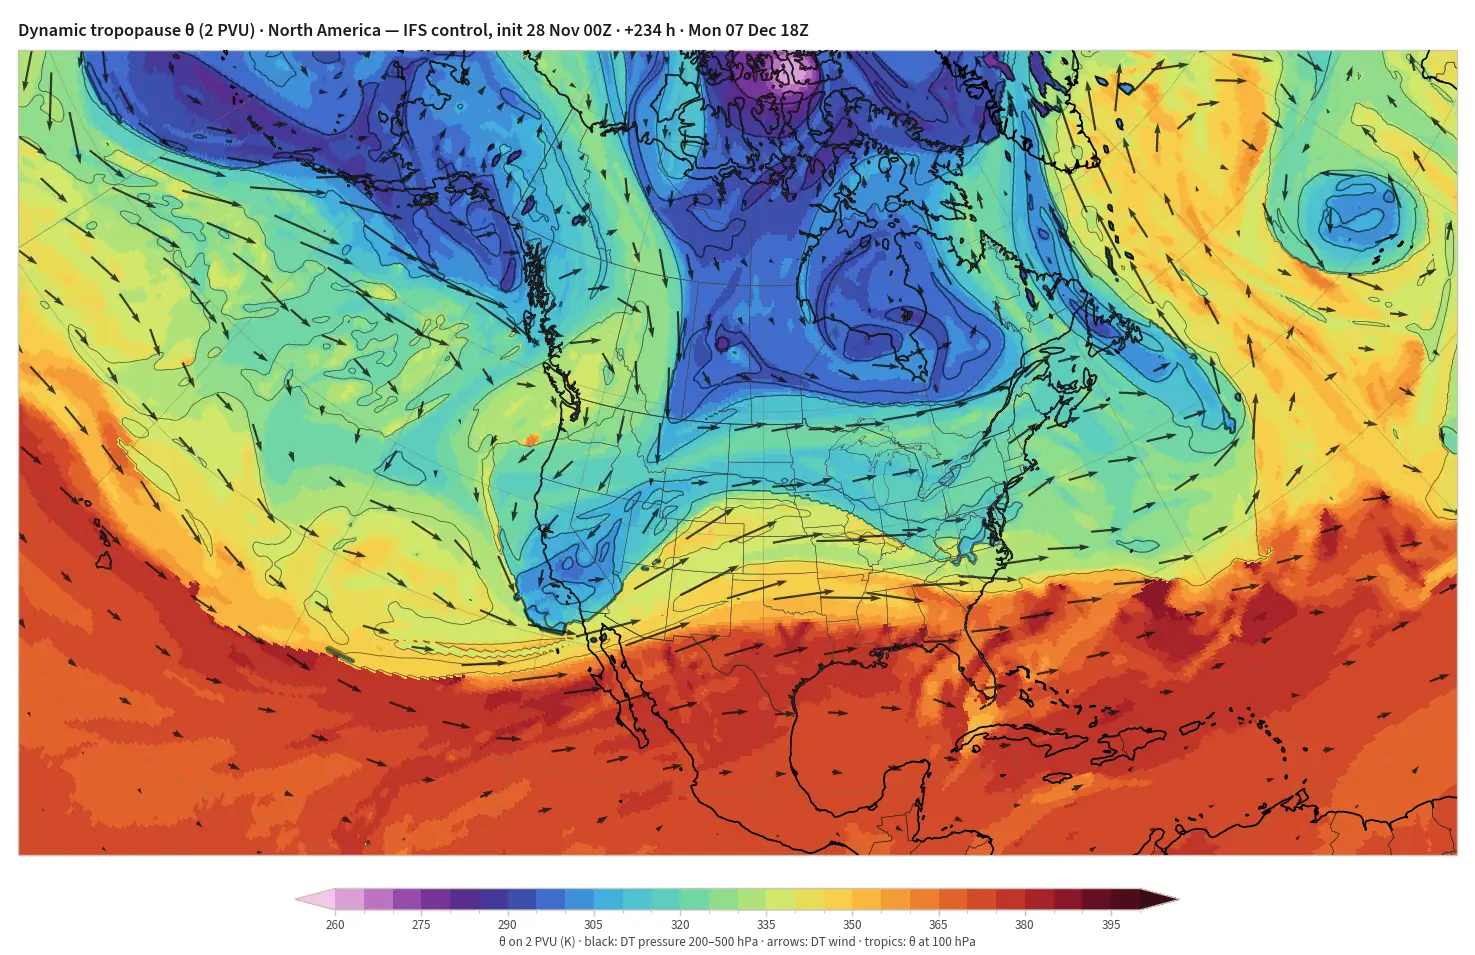 Dynamic tropopause θ (2 PVU) · North America — IFS control, init 28 Nov 00Z · +234 h · Mon 07 Dec 18Z
260 275 290 305 320 335 350 365 380 395
θ on 2 PVU (K) · black: DT pressure 200–500 hPa · arrows: DT wind · tropics: θ at 100 hPa